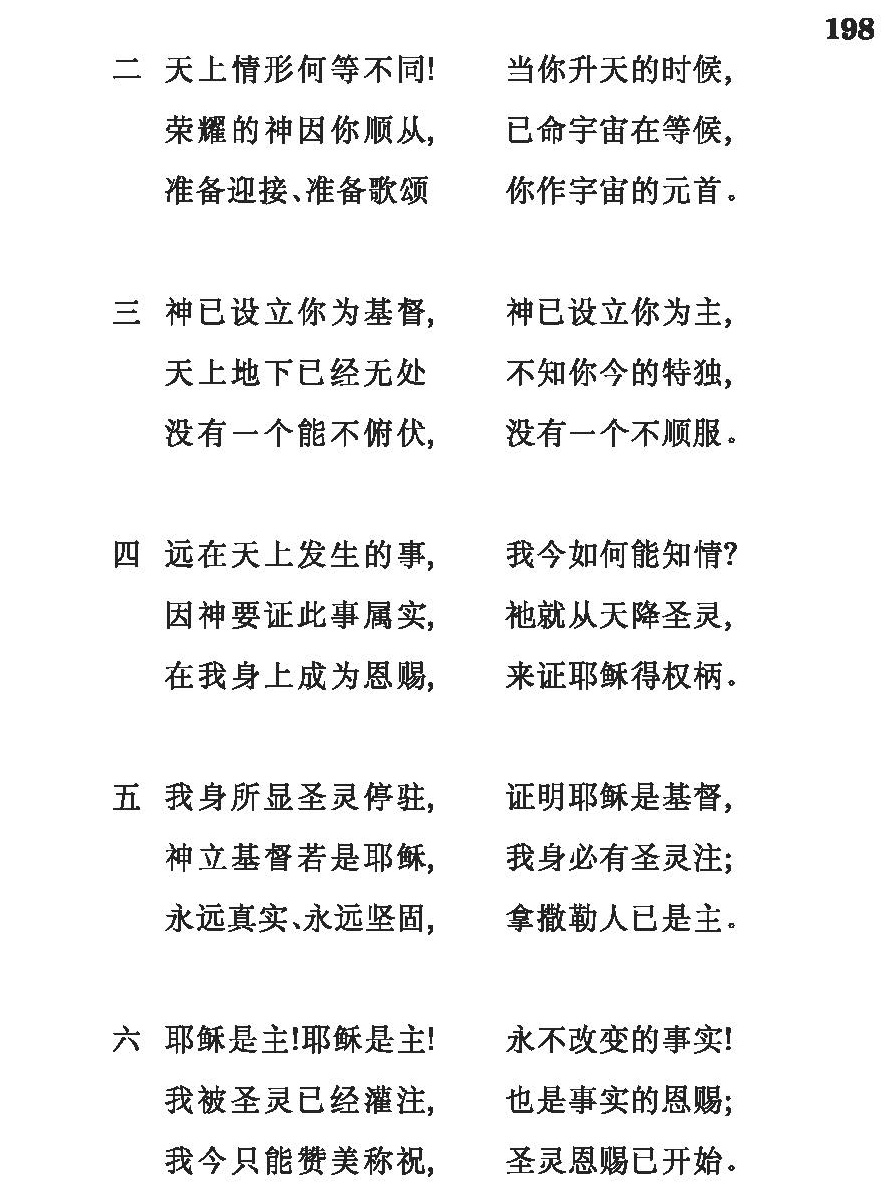 198
二 天上情形何等不同! 当你升天的时候,
荣耀的神因你顺从, 已命宇宙在等候,
准备迎接、准备歌颂 你作宇宙的元首。
三 神已设立你为基督, 神已设立你为主,
天上地下已经无处 不知你今的特独,
没有一个能不俯伏, 没有一个不顺服。
四 远在天上发生的事, 我今如何能知情?
因神要证此事属实, 祂就从天降圣灵,
在我身上成为恩赐, 来证耶稣得权柄。
五 我身所显圣灵停驻, 证明耶稣是基督,
神立基督若是耶稣, 我身必有圣灵注;
永远真实、永远坚固, 拿撒勒人已是主。
六 耶稣是主!耶稣是主! 永不改变的事实!
我被圣灵已经灌注, 也是事实的恩赐;
我今只能赞美称祝, 圣灵恩赐已开始。